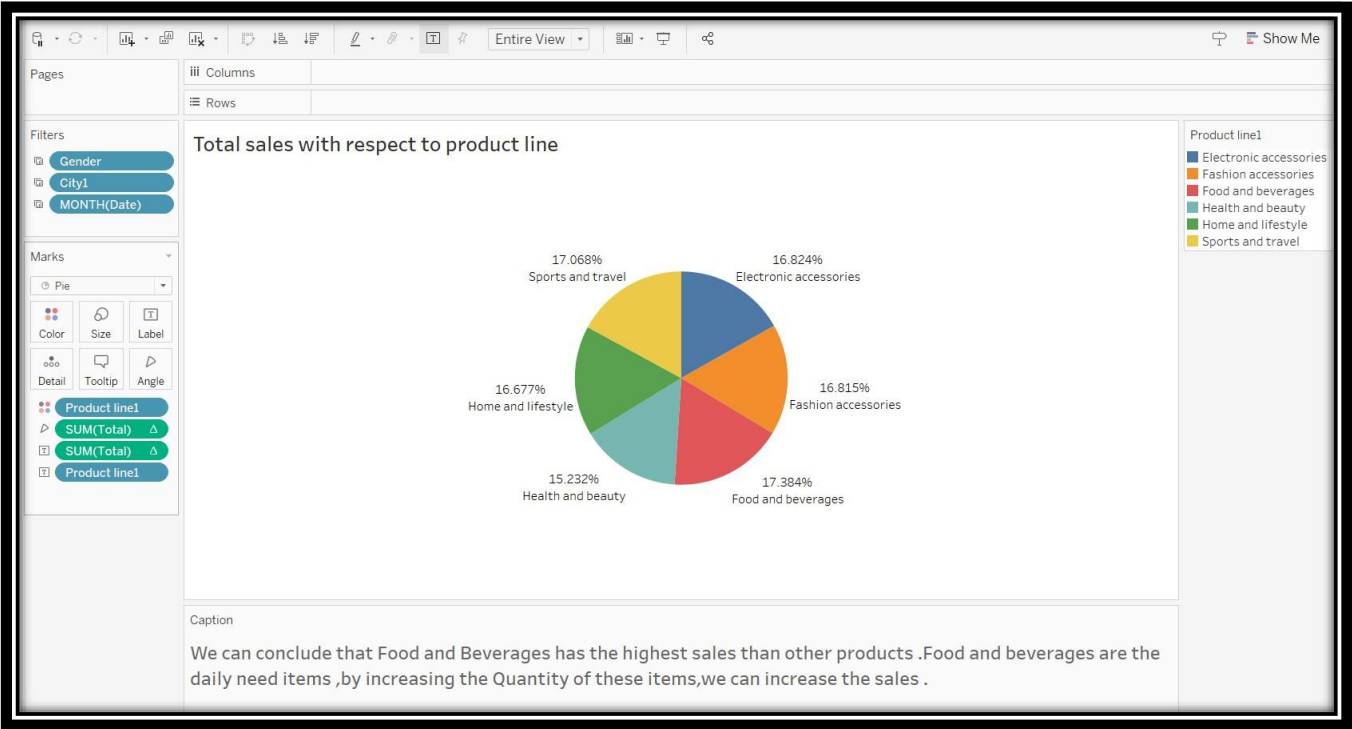 Entire View
Show Me
Pages
Columns
Rows
Filters
Gender
City1
MONTH(Date)
Marks
Pie
Color Size Label
Detail Tooltip Angle
Product line1
SUM(Total)
SUM(Total)
Product line1
Total sales with respect to product line
17.068%
Sports and travel
16.824%
Electronic accessories
16.677%
Home and lifestyle
16.815%
Fashion accessories
15.232%
Health and beauty
17.384%
Food and beverages
Product line1
Electronic accessories
Fashion accessories
Food and beverages
Health and beauty
Home and lifestyle
Sports and travel
Caption
We can conclude that Food and Beverages has the highest sales than other products .Food and beverages are the
daily need items ,by increasing the Quantity of these items,we can increase the sales .